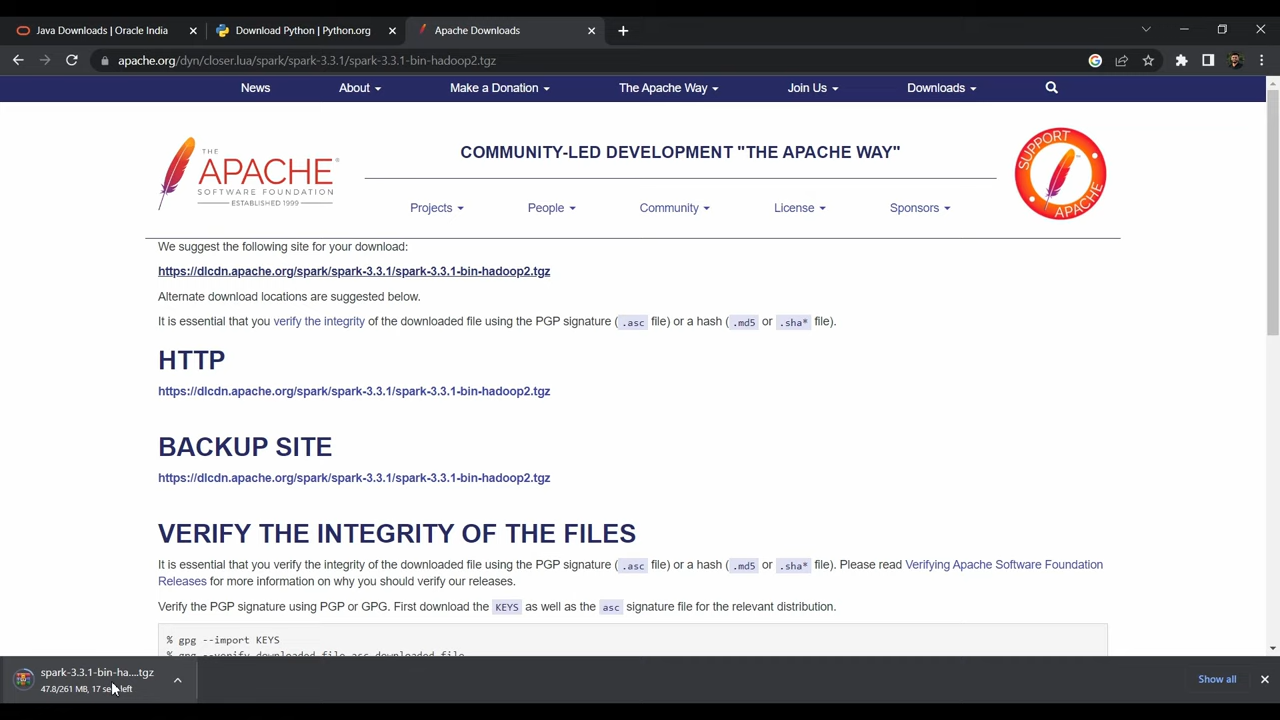 Java Downloads | Oracle India
Download Python | Python.org
Apache Downloads
apache.org/dyn/closer.lua/spark/spark-3.3.1/spark-3.3.1-bin-hadoop2.tgz
News About Make a Donation The Apache Way Join Us Downloads
THE
APACHE
SOFTWARE FOUNDATION
ESTABLISHED 1999
COMMUNITY-LED DEVELOPMENT "THE APACHE WAY"
SUPPORT
APACHE
Projects People Community License Sponsors
We suggest the following site for your download:
https://dlcdn.apache.org/spark/spark-3.3.1/spark-3.3.1-bin-hadoop2.tgz
Alternate download locations are suggested below.
It is essential that you verify the integrity of the downloaded file using the PGP signature ( .asc file) or a hash ( .md5 or .sha* file).
HTTP
https://dlcdn.apache.org/spark/spark-3.3.1/spark-3.3.1-bin-hadoop2.tgz
BACKUP SITE
https://dlcdn.apache.org/spark/spark-3.3.1/spark-3.3.1-bin-hadoop2.tgz
VERIFY THE INTEGRITY OF THE FILES
It is essential that you verify the integrity of the downloaded file using the PGP signature ( .asc file) or a hash ( .md5 or .sha* file). Please read Verifying Apache Software Foundation
Releases for more information on why you should verify our releases.
Verify the PGP signature using PGP or GPG. First download the KEYS as well as the asc signature file for the relevant distribution.
% gpg --import KEYS
% gpg --verify downloaded_file.asc downloaded_file
spark-3.3.1-bin-ha....tgz
47.8/261 MB, 17 left
Show all